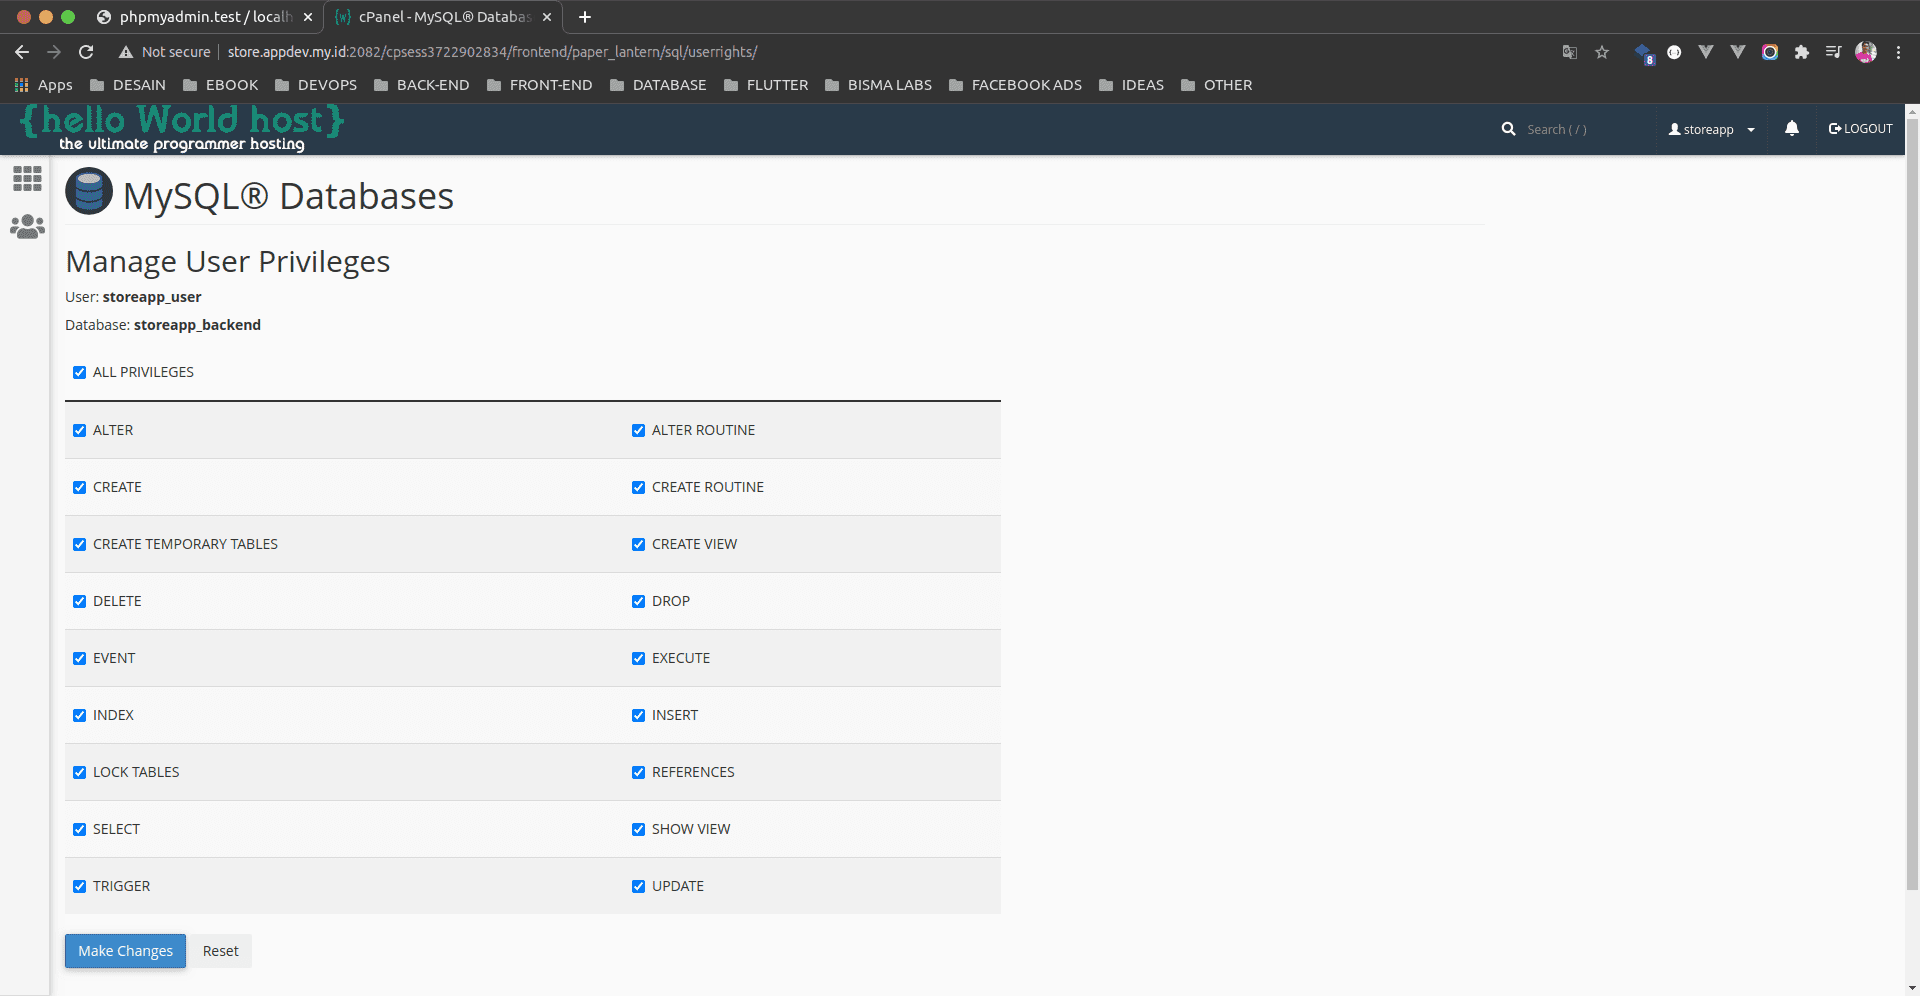 phpmyadmin.test / localh
cPanel - MySQL® Databas
Not secure
store.appdev.my.id:2082/cpsess3722902834/frontend/paper_lantern/sql/userrights/
8
Apps DESAIN EBOOK DEVOPS BACK-END FRONT-END DATABASE FLUTTER BISMA LABS FACEBOOK ADS IDEAS OTHER
{hello World host}
the ultimate programmer hosting
Search ( / )
storeapp
LOGOUT
MySQL® Databases
Manage User Privileges
User: storeapp_user
Database: storeapp_backend
ALL PRIVILEGES
ALTER ALTER ROUTINE
CREATE CREATE ROUTINE
CREATE TEMPORARY TABLES CREATE VIEW
DELETE DROP
EVENT EXECUTE
INDEX INSERT
LOCK TABLES REFERENCES
SELECT SHOW VIEW
TRIGGER UPDATE
Make Changes Reset